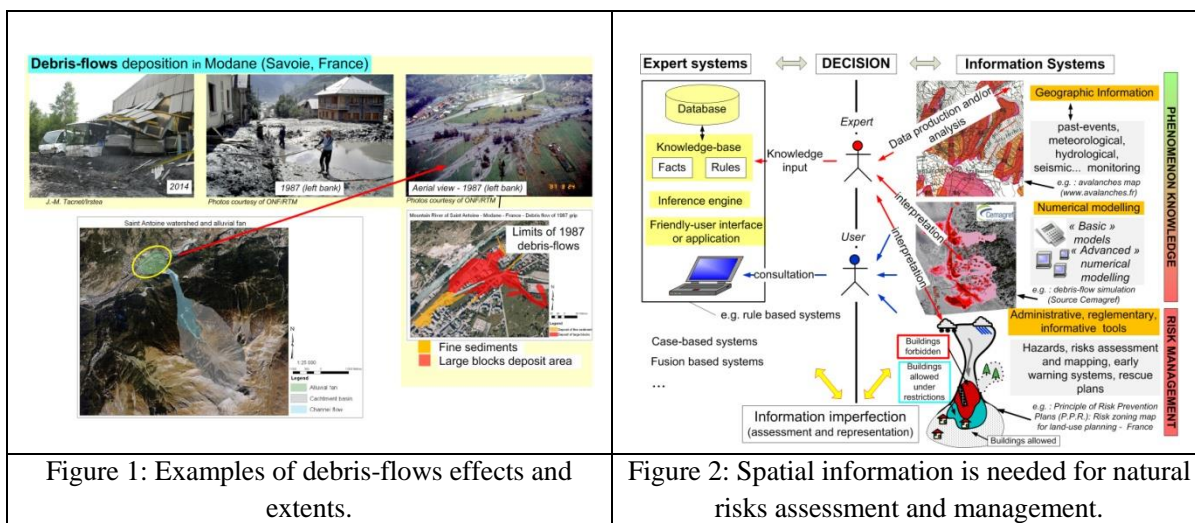 Debris-flows deposition in Modane (Savoie, France)
2014
1987 (left bank)
Aerial view - 1987 (left bank)
J.-M. Tacnet/Irstea
Photos courtesy of ONF/RTM
Photos courtesy of ONF/RTM
Saint Antoine watershed and alluvial fan
N
1:25 000
Legend
Alluvial fan
Catchment basin
Channel flow
Mountain River of Saint Antoine - Modane - France - Debris flow of 1987
Limits of 1987
debris-flows
Legend
Fine sediments
Large blocks deposit area
Figure 1: Examples of debris-flows effects and
extents.
Expert systems
DECISION
Information Systems
Database
Knowledge-base
Facts
Rules
Inference engine
Friendly-user interface
or application
Knowledge
input
consultation
e.g. rule based systems
Case-based systems
Fusion based systems
…
Expert
User
Data production and/or
analysis
interpretation
interpretation
Information imperfection
(assessment and representation)
Geographic Information
past-events,
meteorological,
hydrological,
seismic... monitoring
e.g. : avalanches map
(www.avalanches.fr)
Cemagref
Numerical modelling
« Basic »
models
« Advanced »
numerical
modelling
e.g. : debris-flow simulation
(Source Cemagref)
Administrative, reglementary,
informative tools
Hazards, risks assessment
and mapping, early
warning systems, rescue
plans
e.g. : Principle of Risk Prevention
Plans (P.P.R.): Risk zoning map
for land-use planning - France
Buildings
forbidden
Buildings
allowed
under
restrictions
Buildings allowed
PHENOMENON KNOWLEDGE
RISK MANAGEMENT
Figure 2: Spatial information is needed for natural
risks assessment and management.